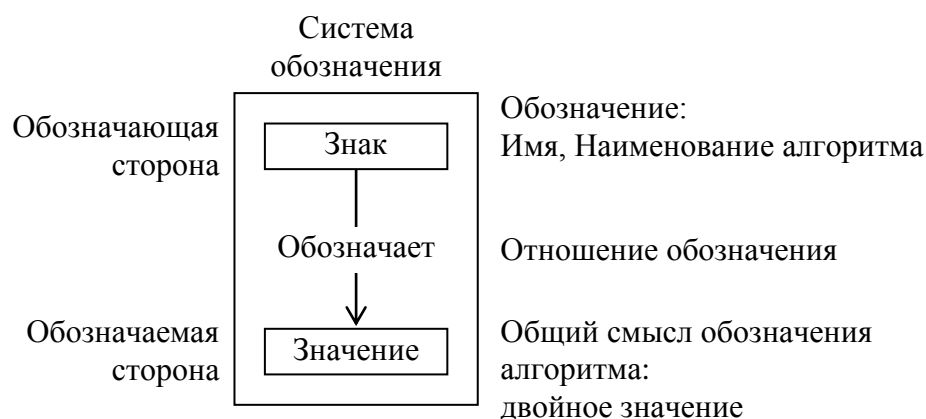 Система
обозначения
Обозначающая
сторона
Знак
Обозначение:
Имя, Наименование алгоритма
Обозначает
Отношение обозначения
Обозначаемая
сторона
Значение
Общий смысл обозначения
алгоритма:
двойное значение